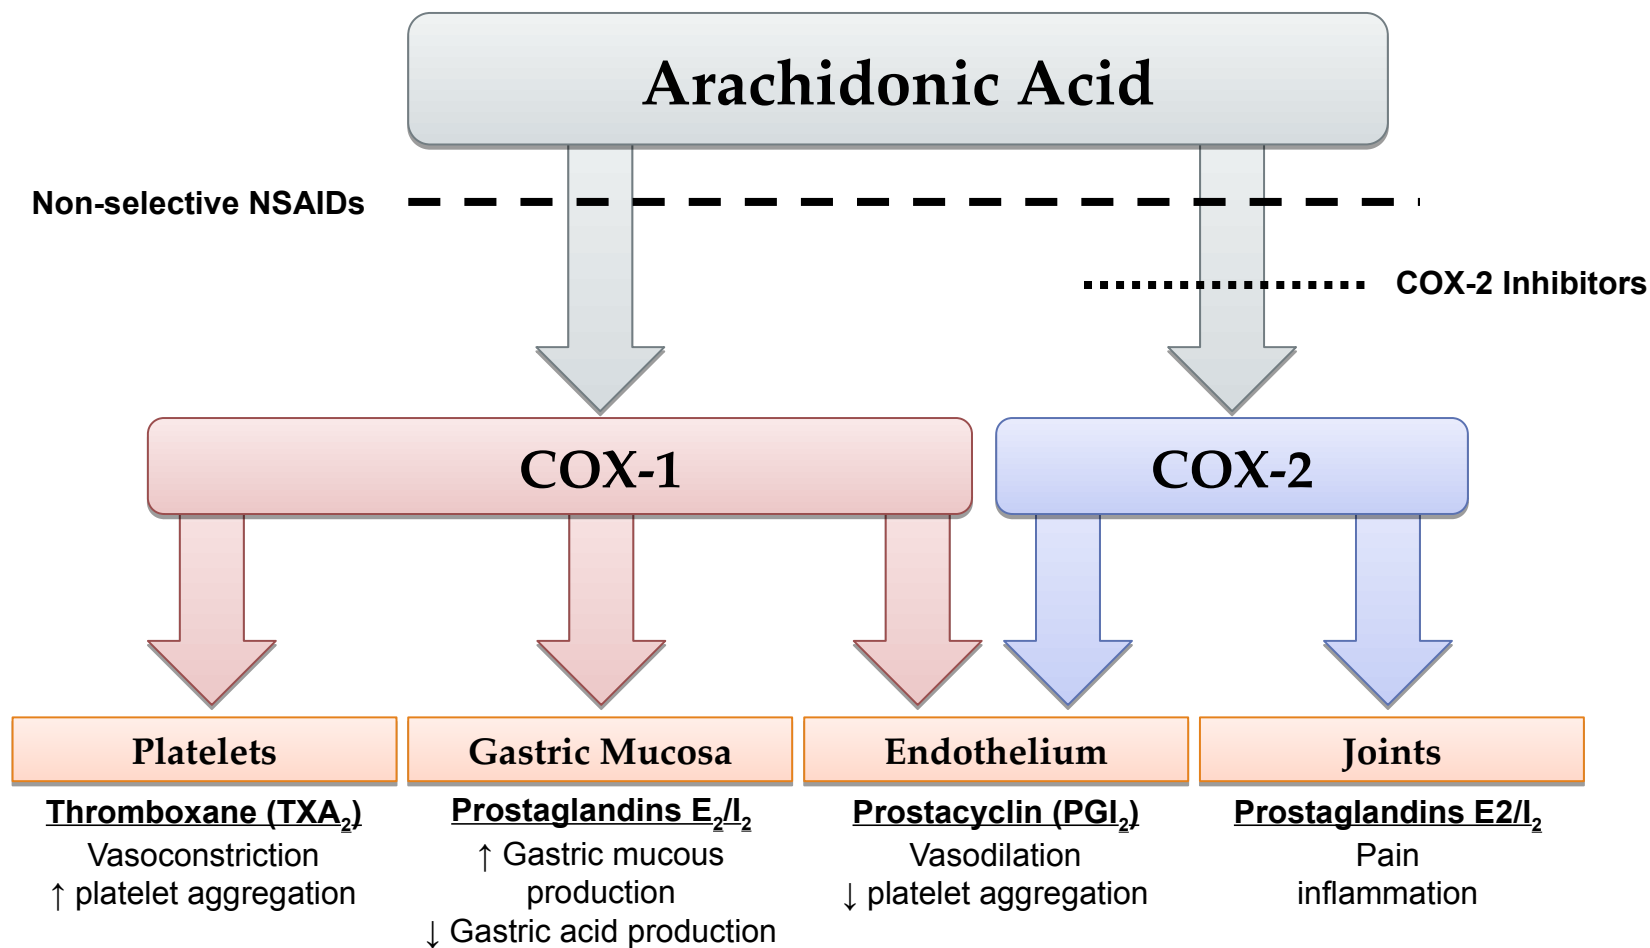 Arachidonic Acid
Non-selective NSAIDs
COX-2 Inhibitors
COX-1
COX-2
Platelets
Thromboxane (TXA₂)
Vasoconstriction
↑ platelet aggregation
Gastric Mucosa
Prostaglandins E₂/I₂
↑ Gastric mucous
production
↓ Gastric acid production
Endothelium
Prostacyclin (PGI₂)
Vasodilation
↓ platelet aggregation
Joints
Prostaglandins E2/I₂
Pain
inflammation